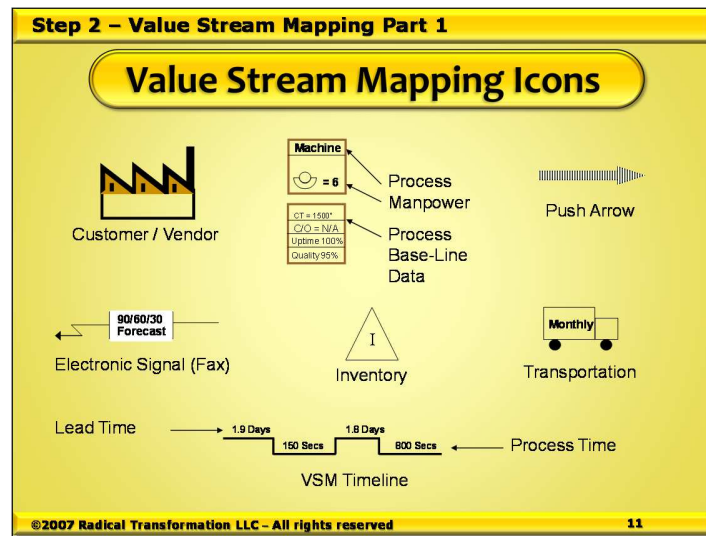 Step 2 – Value Stream Mapping Part 1
Value Stream Mapping Icons
Customer / Vendor
Machine
= 6
CT = 1500"
C/O = N/A
Uptime 100%
Quality 95%
Process
Manpower
Process
Base-Line
Data
Push Arrow
90/60/30
Forecast
Electronic Signal (Fax)
I
Inventory
Monthly
Transportation
Lead Time
1.9 Days
150 Secs
1.8 Days
800 Secs
Process Time
VSM Timeline
©2007 Radical Transformation LLC – All rights reserved
11